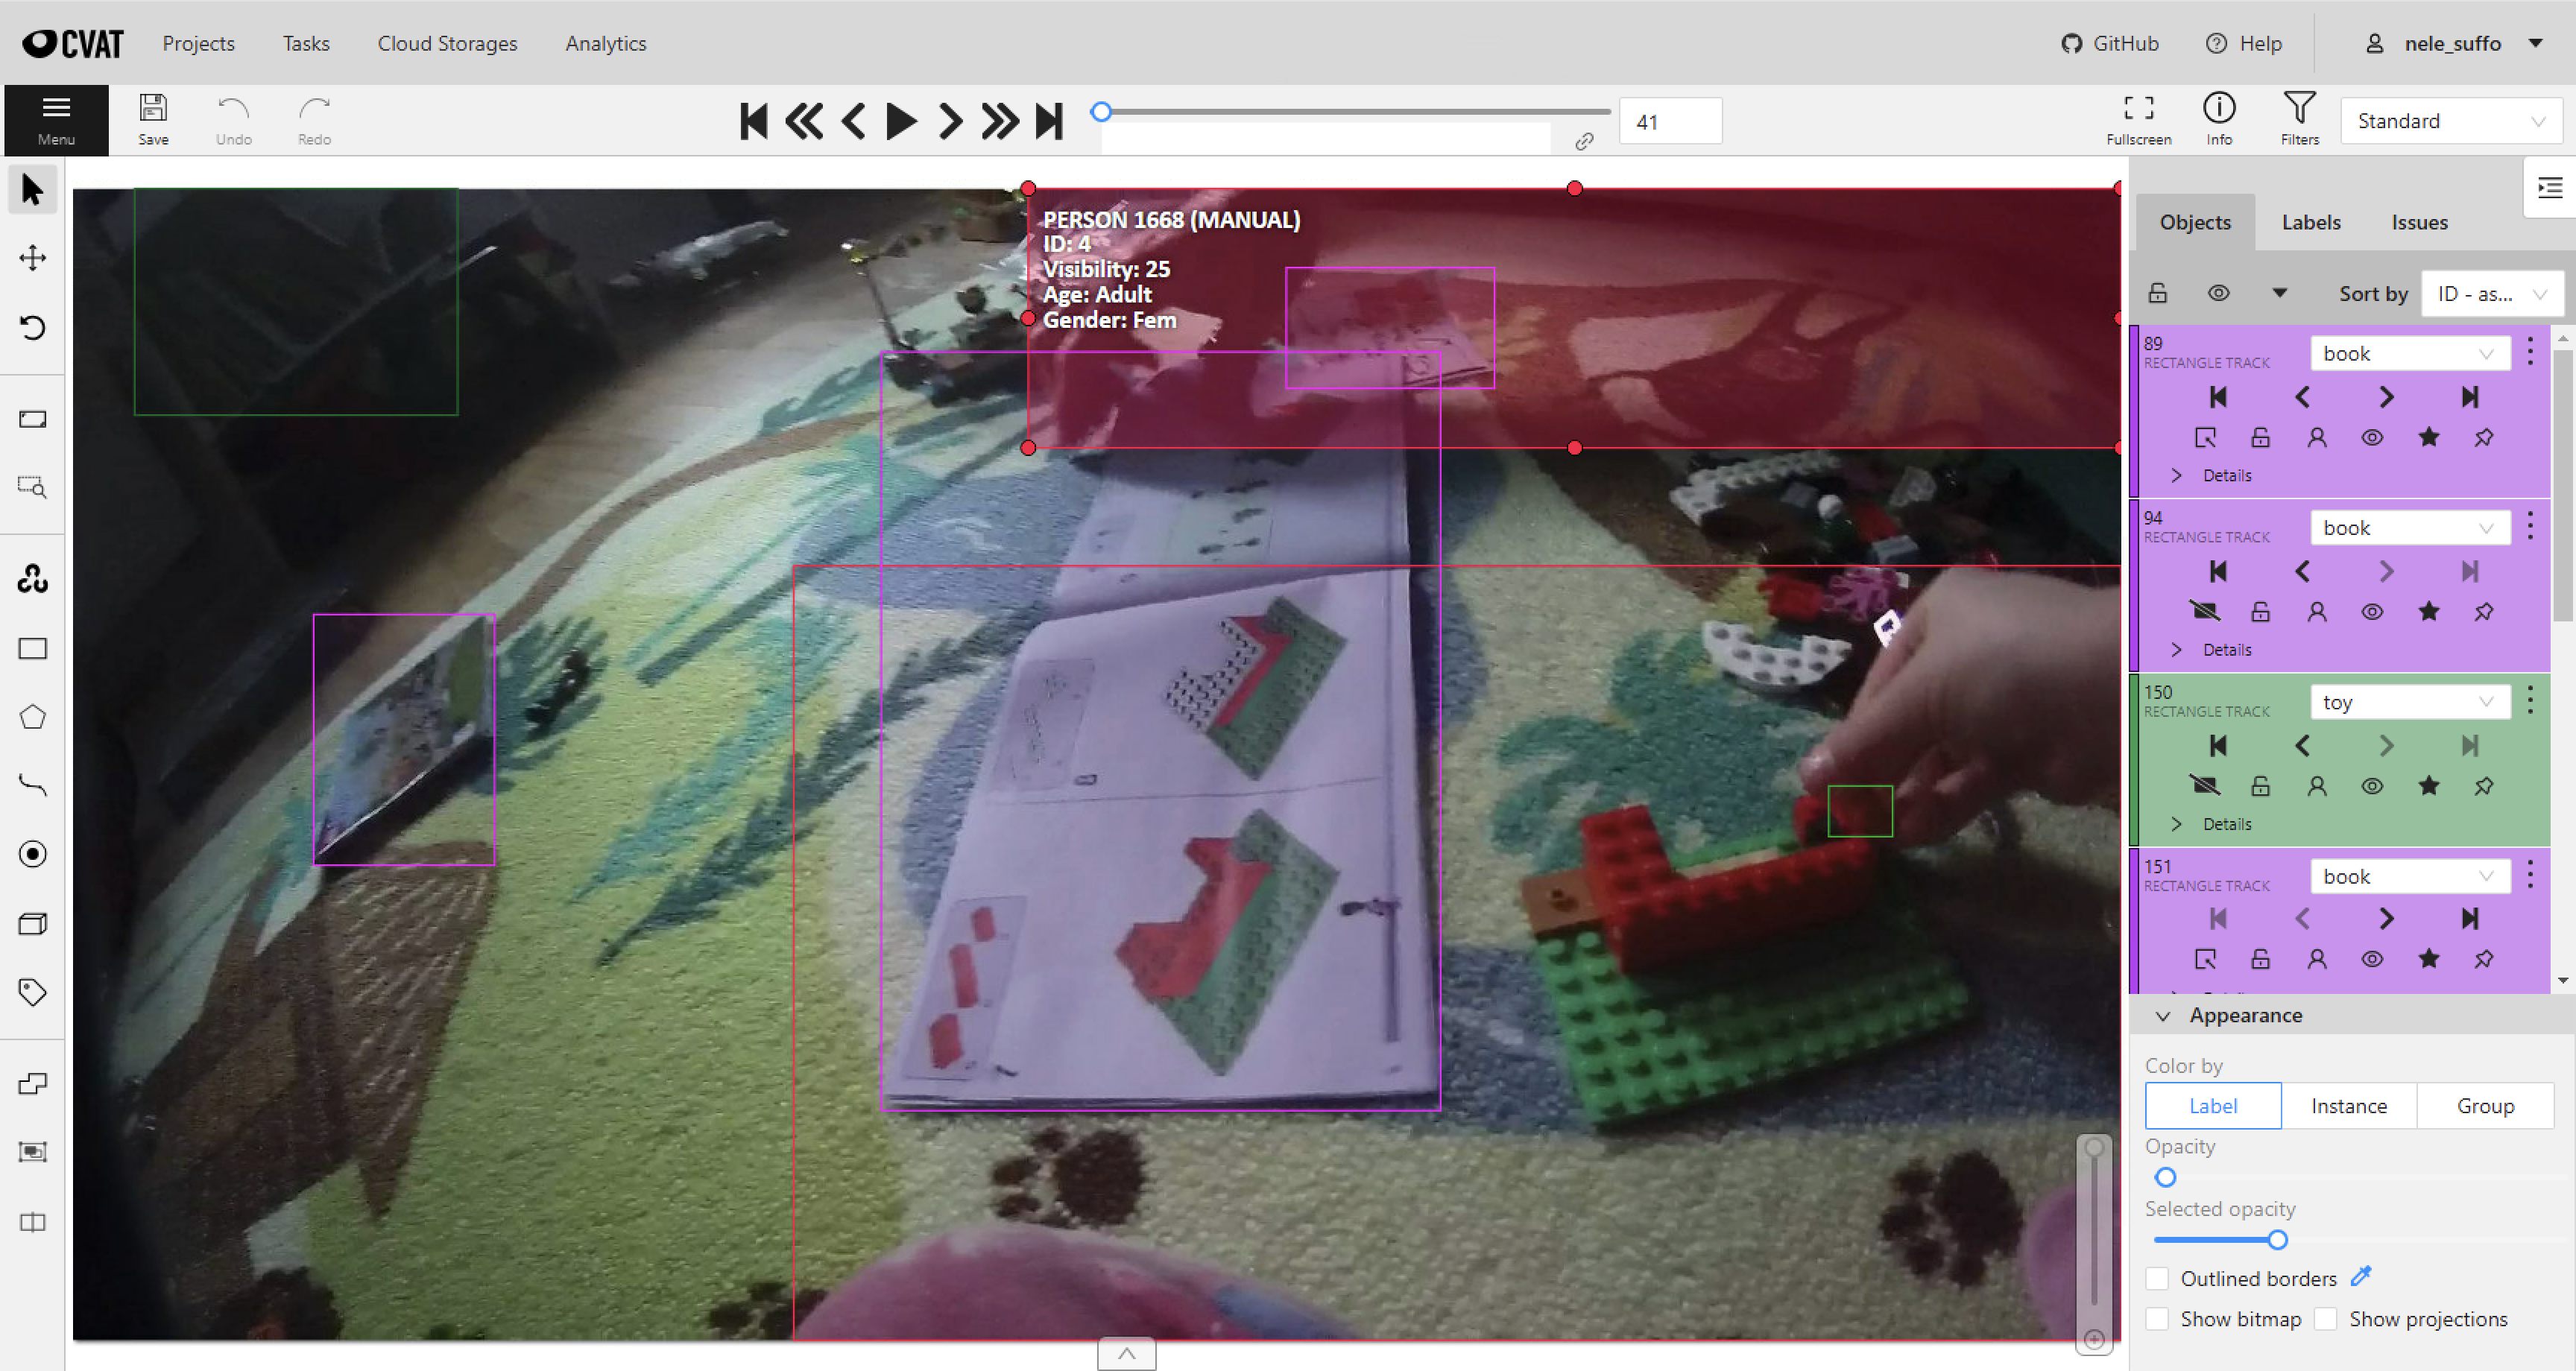 CVAT
Projects
Tasks
Cloud Storages
Analytics
GitHub
Help
nele_suffo
Menu
Save
Undo
Redo
41
Fullscreen
Info
Filters
Standard
PERSON 1668 (MANUAL)
ID: 4
Visibility: 25
Age: Adult
Gender: Fem
Objects
Labels
Issues
Sort by
ID - as...
89
RECTANGLE TRACK
book
Details
94
RECTANGLE TRACK
book
Details
150
RECTANGLE TRACK
toy
Details
151
RECTANGLE TRACK
book
Appearance
Color by
Label
Instance
Group
Opacity
Selected opacity
Outlined borders
Show bitmap
Show projections